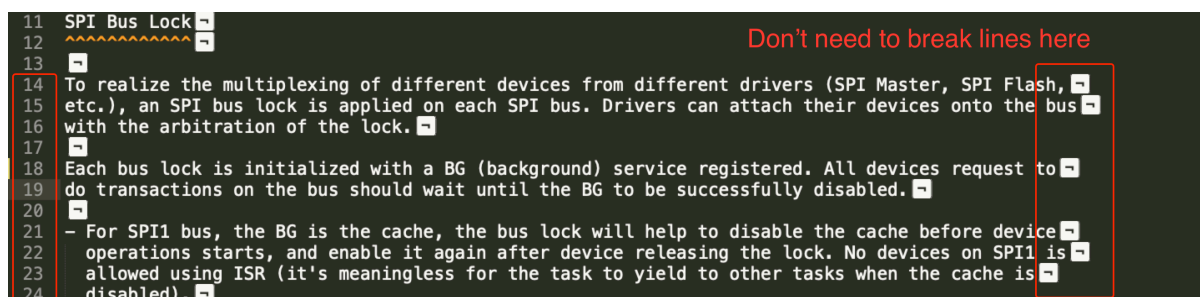 11 SPI Bus Lock¬
12 ^^^^^^^^^^^^ ¬
Don't need to break lines here
13 ¬
14 To realize the multiplexing of different devices from different drivers (SPI Master, SPI Flash, ¬
15 etc.), an SPI bus lock is applied on each SPI bus. Drivers can attach their devices onto the bus¬
16 with the arbitration of the lock.¬
17 ¬
18 Each bus lock is initialized with a BG (background) service registered. All devices request to¬
19 do transactions on the bus should wait until the BG to be successfully disabled.¬
20 ¬
21 - For SPI1 bus, the BG is the cache, the bus lock will help to disable the cache before device¬
22 operations starts, and enable it again after device releasing the lock. No devices on SPI1 is¬
23 allowed using ISR (it's meaningless for the task to yield to other tasks when the cache is¬
24 disabled).¬